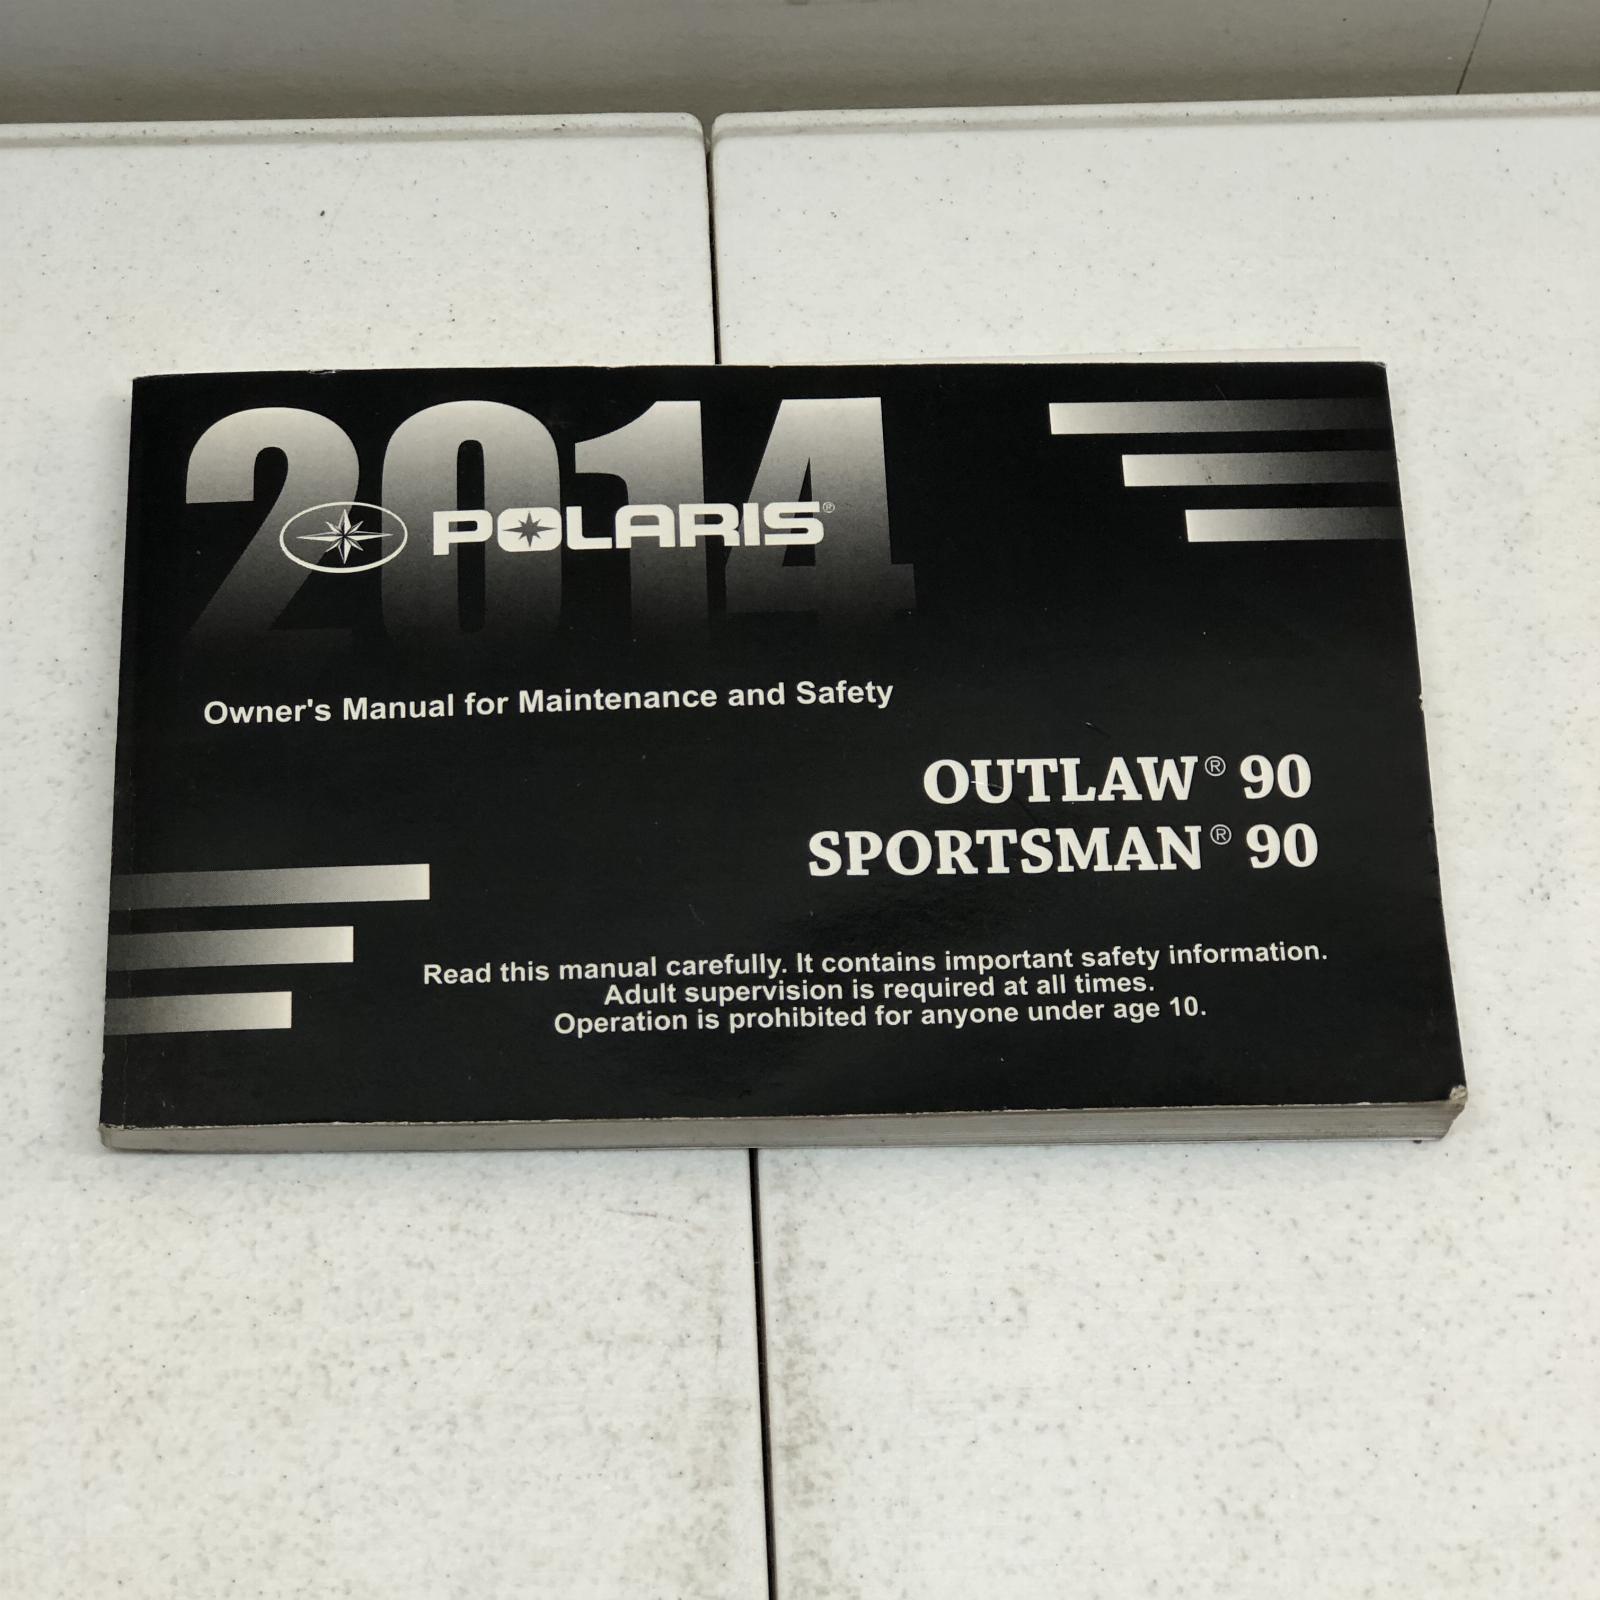 2014
POLARIS®
Owner's Manual for Maintenance and Safety
OUTLAW® 90
SPORTSMAN® 90
Read this manual carefully. It contains important safety information.
Adult supervision is required at all times.
Operation is prohibited for anyone under age 10.